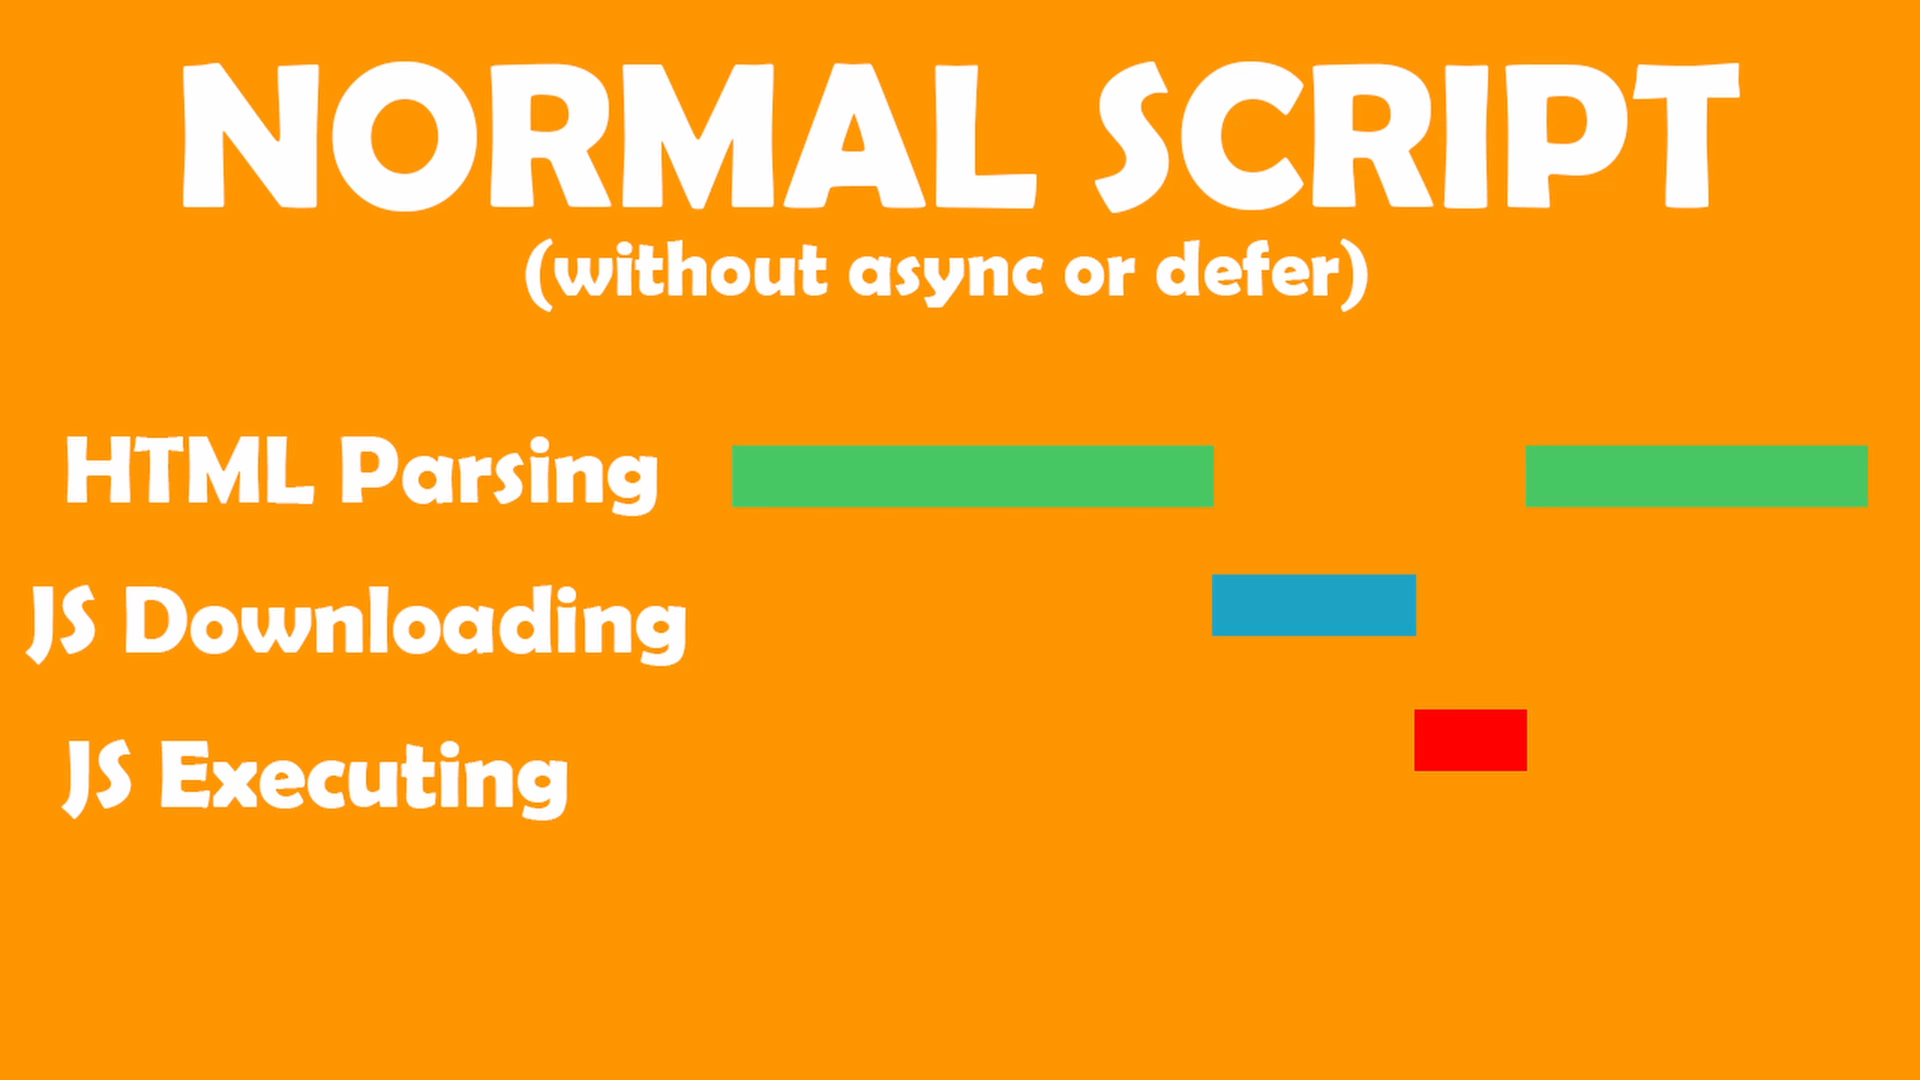 NORMAL SCRIPT
(without async or defer)
HTML Parsing
JS Downloading
JS Executing